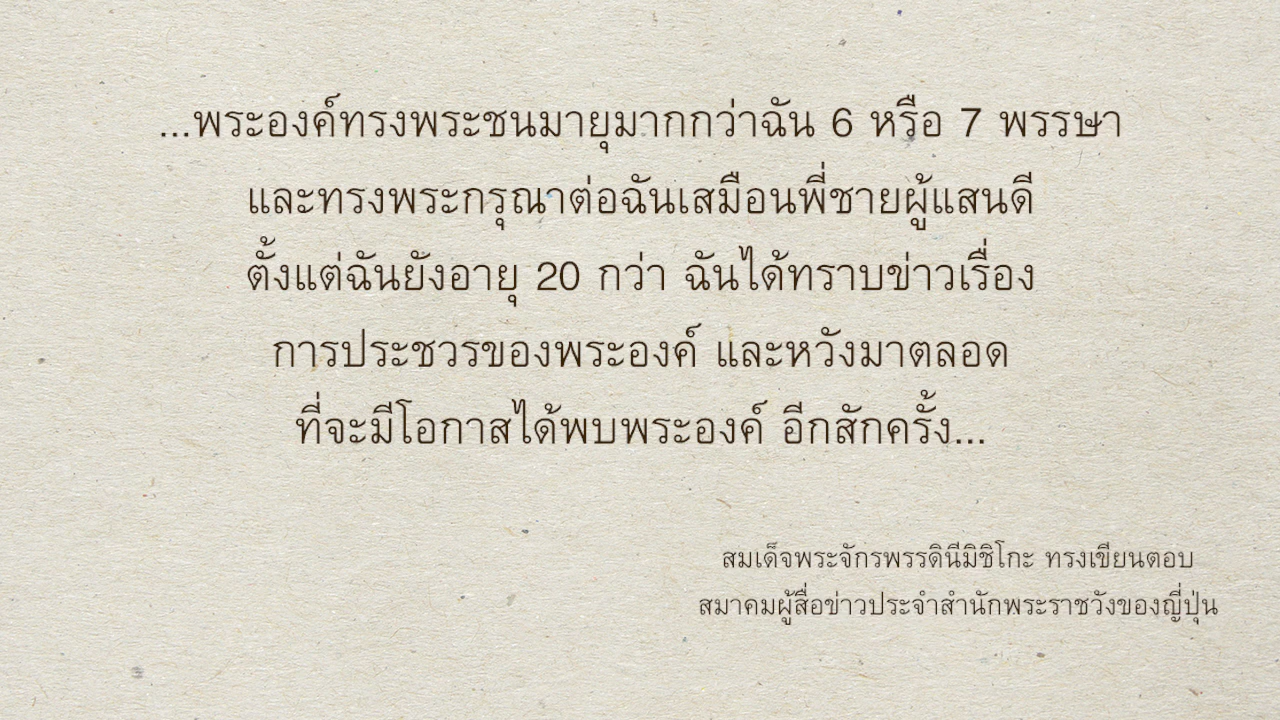 ...พระองค์ทรงพระชนมายุมากกว่าฉัน 6 หรือ 7 พรรษา
และทรงพระกรุณาต่อฉันเสมือนพี่ชายผู้แสนดี
ตั้งแต่ฉันยังอายุ 20 กว่า ฉันได้ทราบข่าวเรื่อง
การประชวรของพระองค์ และหวังมาตลอด
ที่จะมีโอกาสได้พบพระองค์ อีกสักครั้ง...
สมเด็จพระจักรพรรดินีมิชิโกะ ทรงเขียนตอบ
สมาคมผู้สื่อข่าวประจำสำนักพระราชวังของญี่ปุ่น